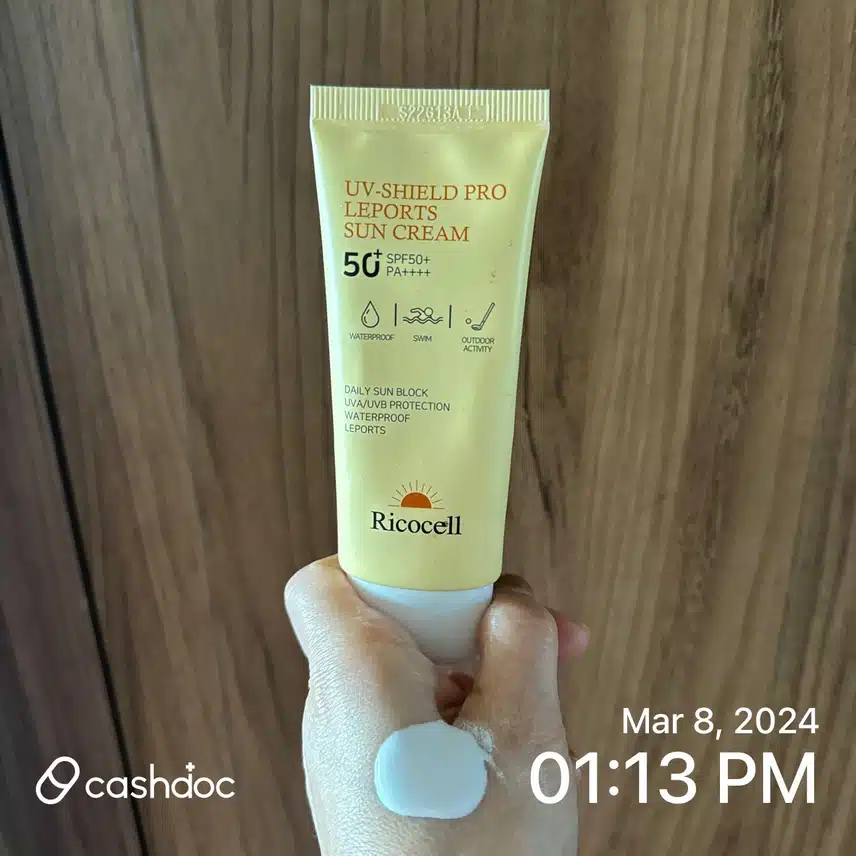 S22G13A
UV-SHIELD PRO
LEPORTS
SUN CREAM
50+ SPF50+
PA++++
WATERPROOF
SWIM
OUTDOOR
ACTIVITY
DAILY SUN BLOCK
UVA/UVB PROTECTION
WATERPROOF
LEPORTS
Ricocell
Mar 8, 2024
cashdoc
01:13 PM